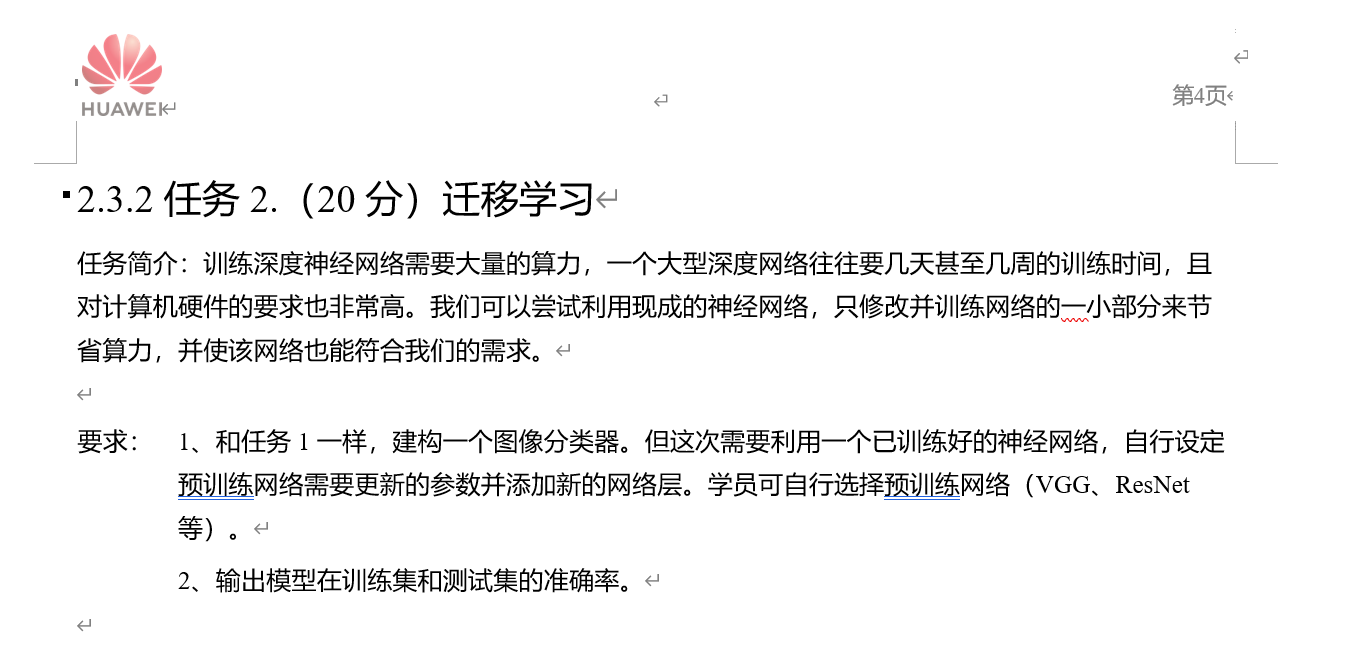 HUAWEI
第4页
2.3.2 任务 2.（20 分）迁移学习
任务简介：训练深度神经网络需要大量的算力，一个大型深度网络往往要几天甚至几周的训练时间，且
对计算机硬件的要求也非常高。我们可以尝试利用现成的神经网络，只修改并训练网络的一小部分来节
省算力，并使该网络也能符合我们的需求。
要求： 1、和任务 1 一样，建构一个图像分类器。但这次需要利用一个已训练好的神经网络，自行设定
预训练网络需要更新的参数并添加新的网络层。学员可自行选择预训练网络（VGG、ResNet
等）。
2、输出模型在训练集和测试集的准确率。